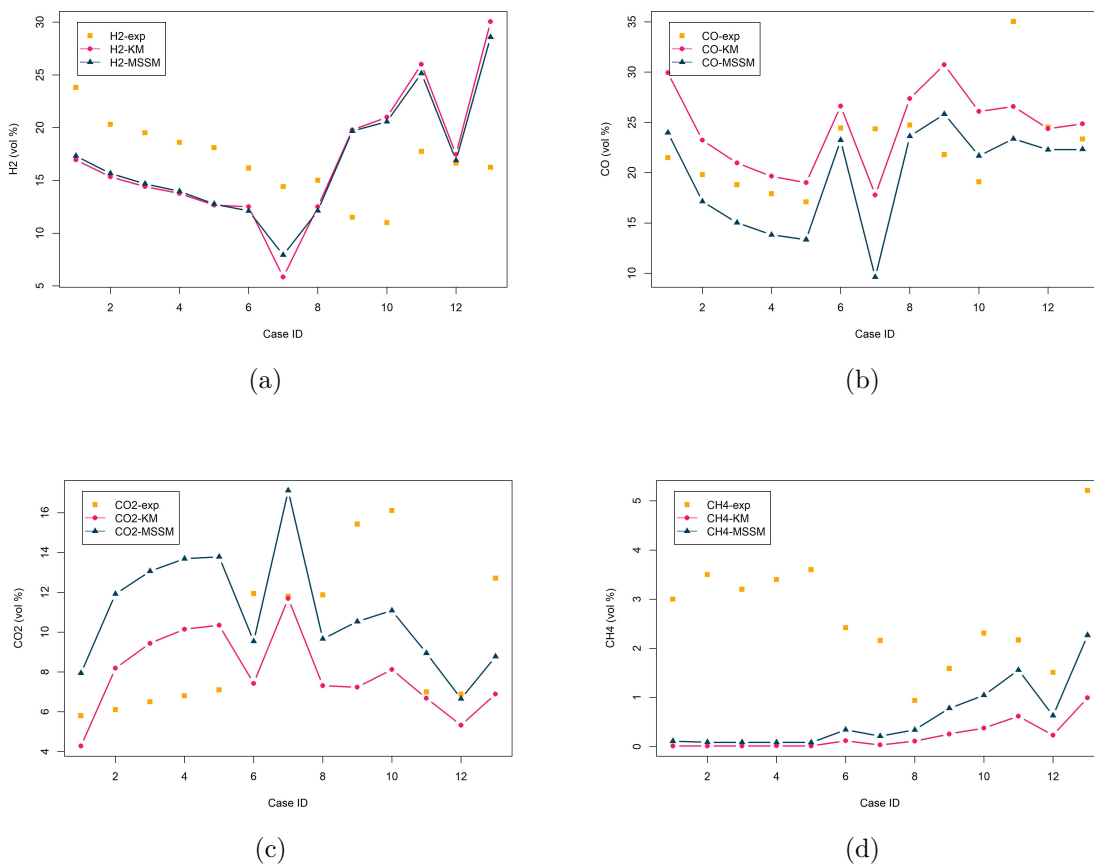 H2-exp
H2-KM
H2-MSSM
H2 (vol %)
5 10 15 20 25 30
2 4 6 8 10 12
Case ID
(a)
CO-exp
CO-KM
CO-MSSM
CO (vol %)
10 15 20 25 30 35
2 4 6 8 10 12
Case ID
(b)
CO2-exp
CO2-KM
CO2-MSSM
CO2 (vol %)
4 6 8 10 12 14 16
2 4 6 8 10 12
Case ID
(c)
CH4-exp
CH4-KM
CH4-MSSM
CH4 (vol %)
0 1 2 3 4 5
2 4 6 8 10 12
Case ID
(d)